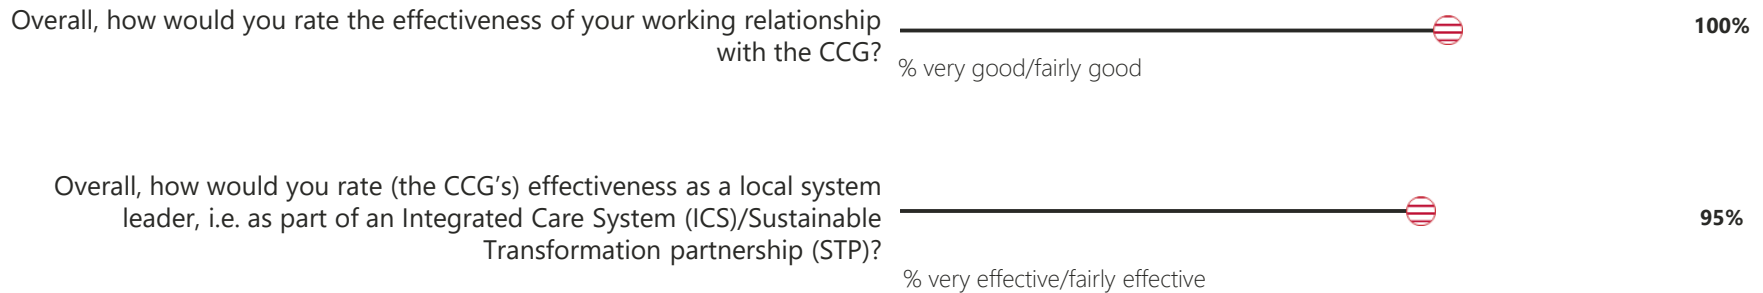 Overall, how would you rate the effectiveness of your working relationship
with the CCG?
% very good/fairly good
100%
Overall, how would you rate (the CCG’s) effectiveness as a local system
leader, i.e. as part of an Integrated Care System (ICS)/Sustainable
Transformation partnership (STP)?
% very effective/fairly effective
95%